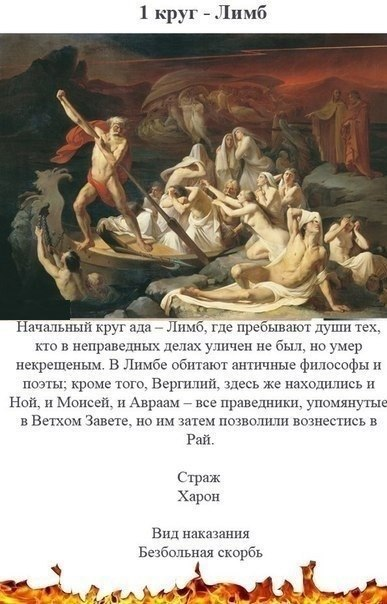 1 круг - Лимб
Начальный круг ада – Лимб, где пребывают души тех,
кто в неправедных делах уличен не был, но умер
некрещеным. В Лимбе обитают античные философы и
поэты; кроме того, Вергилий, здесь же находились и
Ной, и Моисей, и Авраам – все праведники, упомянутые
в Ветхом Завете, но им затем позволили вознестись в
Рай.
Страж
Харон
Вид наказания
Безбольная скорбь